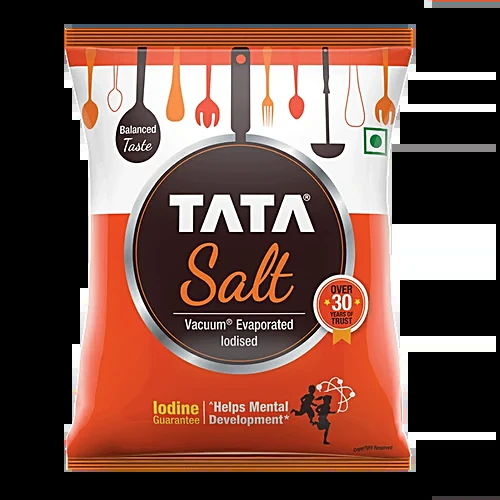 Balanced
Taste
TATA®
Salt
Vacuum® Evaporated
Iodised
OVER
30
YEARS OF
TRUST
Iodine
Guarantee
^Helps Mental
Development*